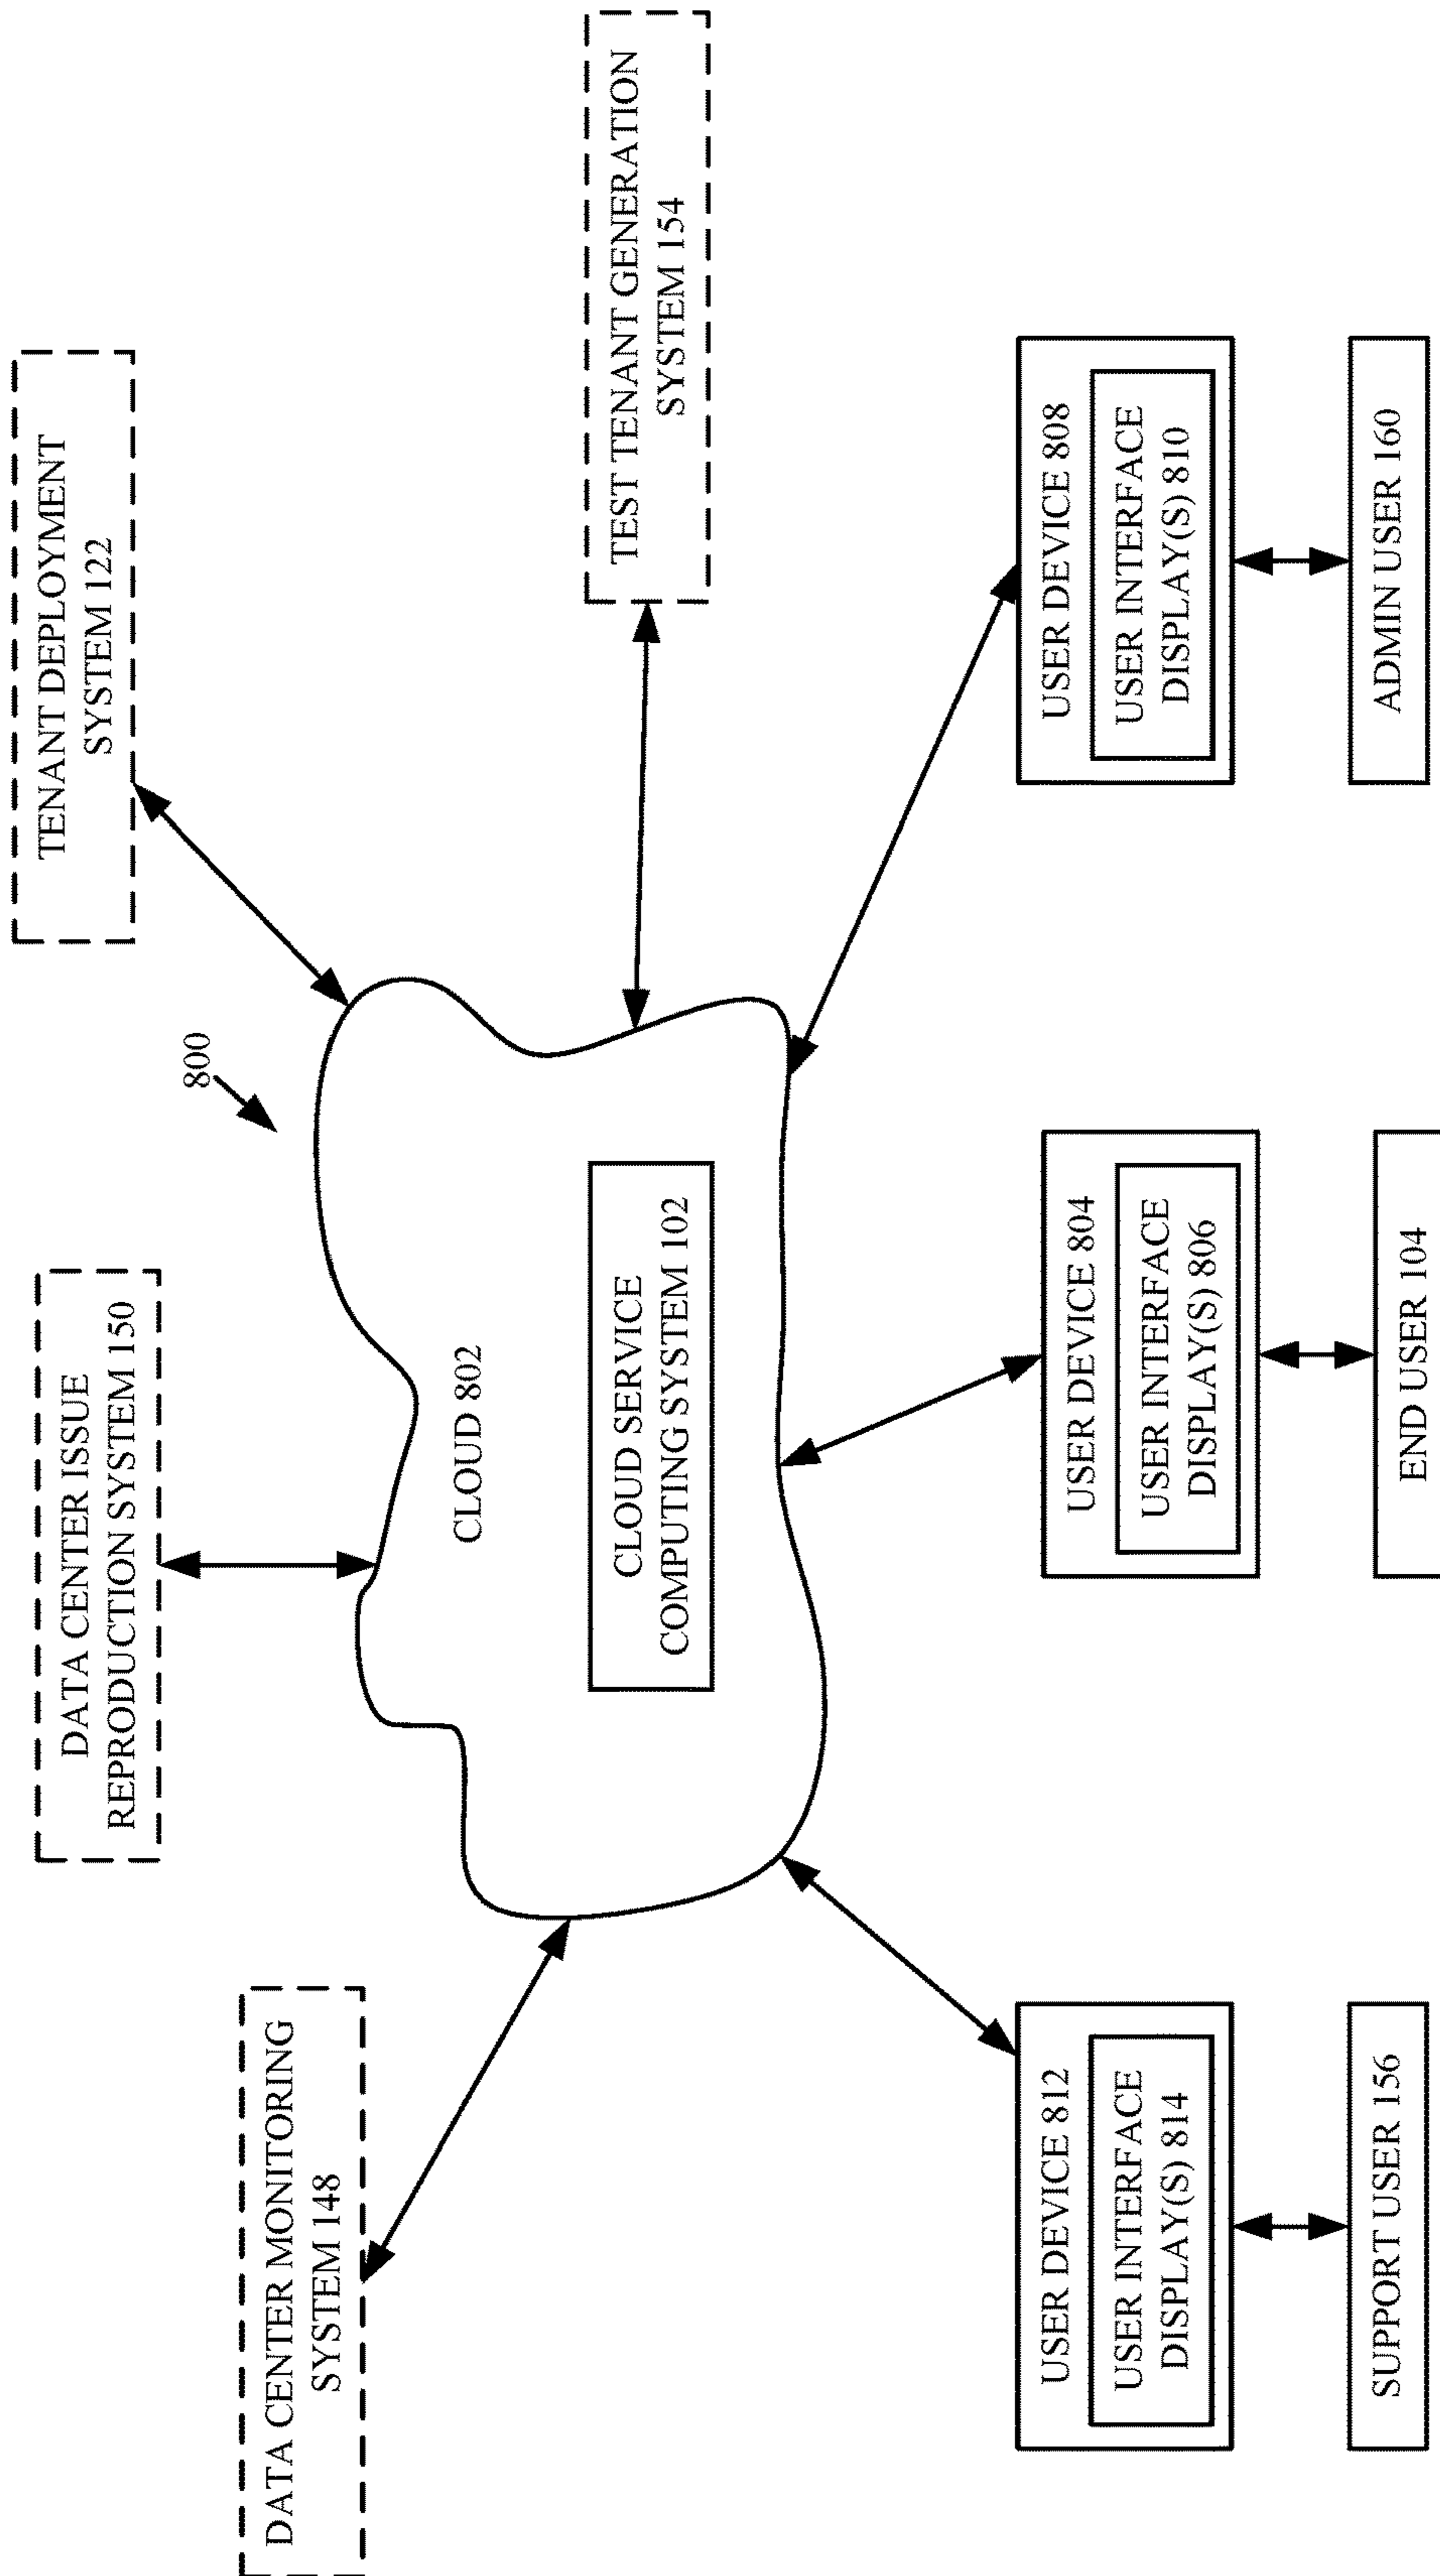 DATA CENTER MONITORING
SYSTEM 148
DATA CENTER ISSUE
REPRODUCTION SYSTEM 150
800
TENANT DEPLOYMENT
SYSTEM 122
CLOUD 802
CLOUD SERVICE
COMPUTING SYSTEM 102
TEST TENANT GENERATION
SYSTEM 154
USER DEVICE 812
USER INTERFACE
DISPLAY(S) 814
SUPPORT USER 156
USER DEVICE 804
USER INTERFACE
DISPLAY(S) 806
END USER 104
USER DEVICE 808
USER INTERFACE
DISPLAY(S) 810
ADMIN USER 160